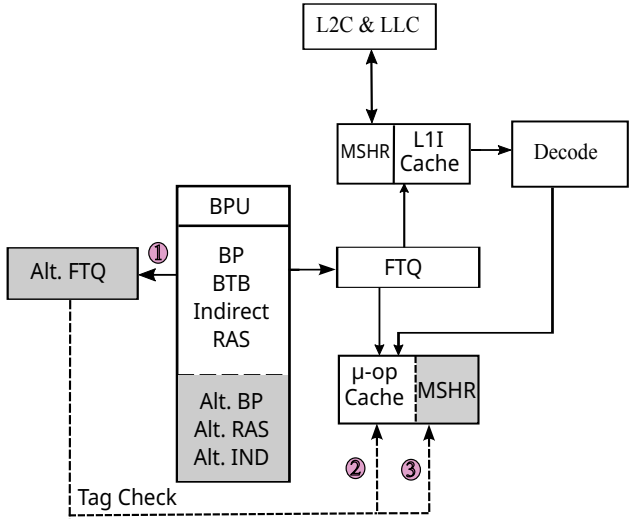 L2C & LLC
MSHR
L1I
Cache
Decode
BPU
BP
BTB
Indirect
RAS
Alt. BP
Alt. RAS
Alt. IND
①
Alt. FTQ
FTQ
μ-op
Cache
MSHR
②
③
Tag Check